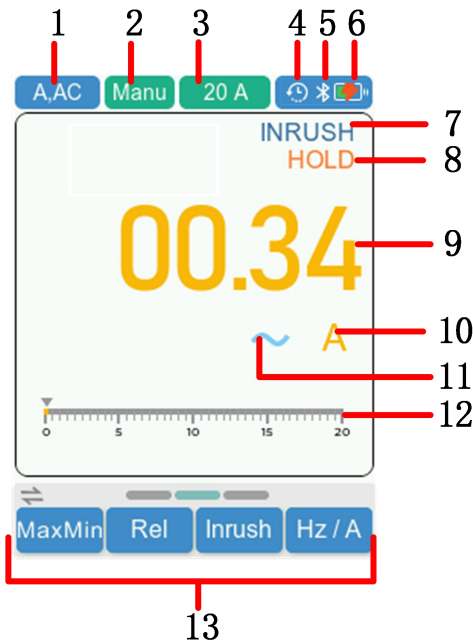 1 2 3 4 5 6
A,AC Manu 20 A
INRUSH 7
HOLD 8
00.34 9
A 10
11
12
0 5 10 15 20
MaxMin Rel Inrush Hz / A
13